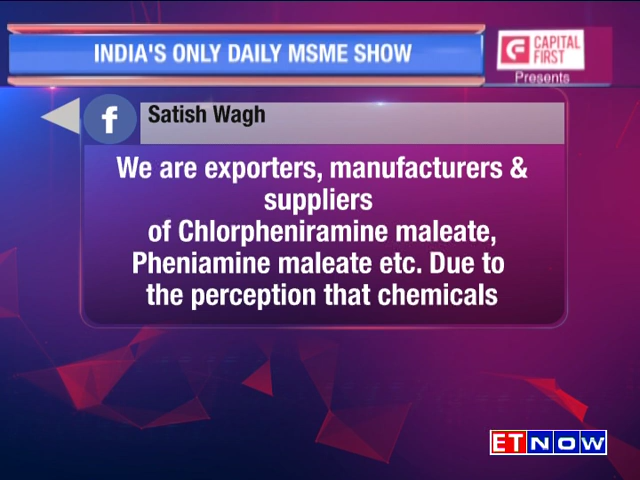 INDIA'S ONLY DAILY MSME SHOW
CAPITAL
FIRST
Presents
f
Satish Wagh
We are exporters, manufacturers &
suppliers
of Chlorpheniramine maleate,
Pheniamine maleate etc. Due to
the perception that chemicals
ET NOW